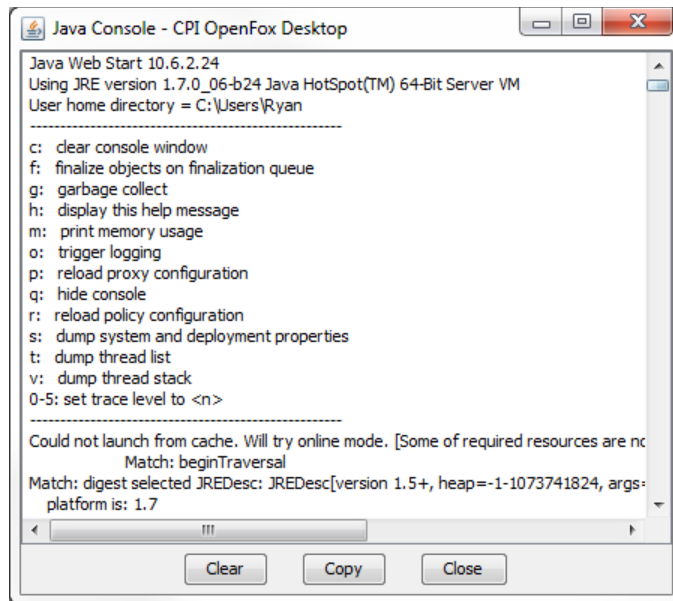 Java Console - CPI OpenFox Desktop
Java Web Start 10.6.2.24
Using JRE version 1.7.0_06-b24 Java HotSpot(TM) 64-Bit Server VM
User home directory = C:\Users\Ryan
----------------------------------------------------
c:   clear console window
f:   finalize objects on finalization queue
g:   garbage collect
h:   display this help message
m:   print memory usage
o:   trigger logging
p:   reload proxy configuration
q:   hide console
r:   reload policy configuration
s:   dump system and deployment properties
t:   dump thread list
v:   dump thread stack
0-5: set trace level to <n>
----------------------------------------------------
Could not launch from cache. Will try online mode. [Some of required resources are
Match: beginTraversal
Match: digest selected JREDesc: JREDesc[version 1.5+, heap=-1-1073741824, args=
platform is: 1.7
Clear Copy Close